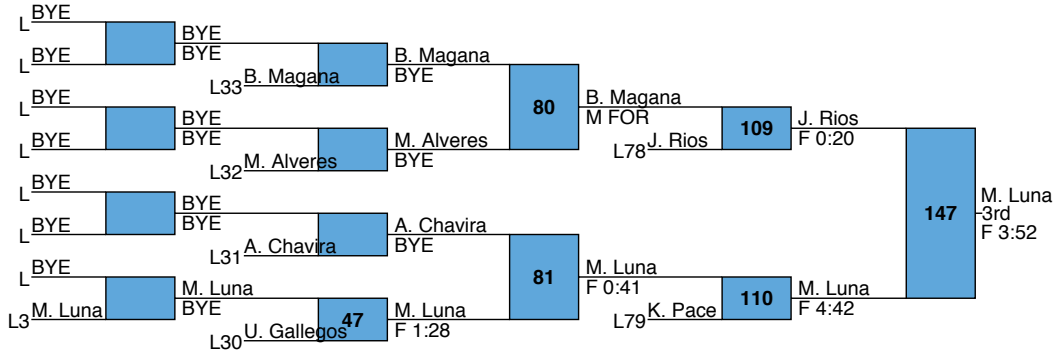 L BYE
L BYE
BYE
BYE
L33 B. Magana
B. Magana
BYE
L BYE
L BYE
BYE
BYE
L32 M. Alveres
M. Alveres
BYE
80
B. Magana
M FOR
L78 J. Rios
109
J. Rios
F 0:20
L BYE
L BYE
BYE
BYE
L31 A. Chavira
A. Chavira
BYE
L BYE
L3 M. Luna
M. Luna
BYE
L30 U. Gallegos
47
M. Luna
F 1:28
81
M. Luna
F 0:41
L79 K. Pace
110
M. Luna
F 4:42
147
M. Luna
3rd
F 3:52